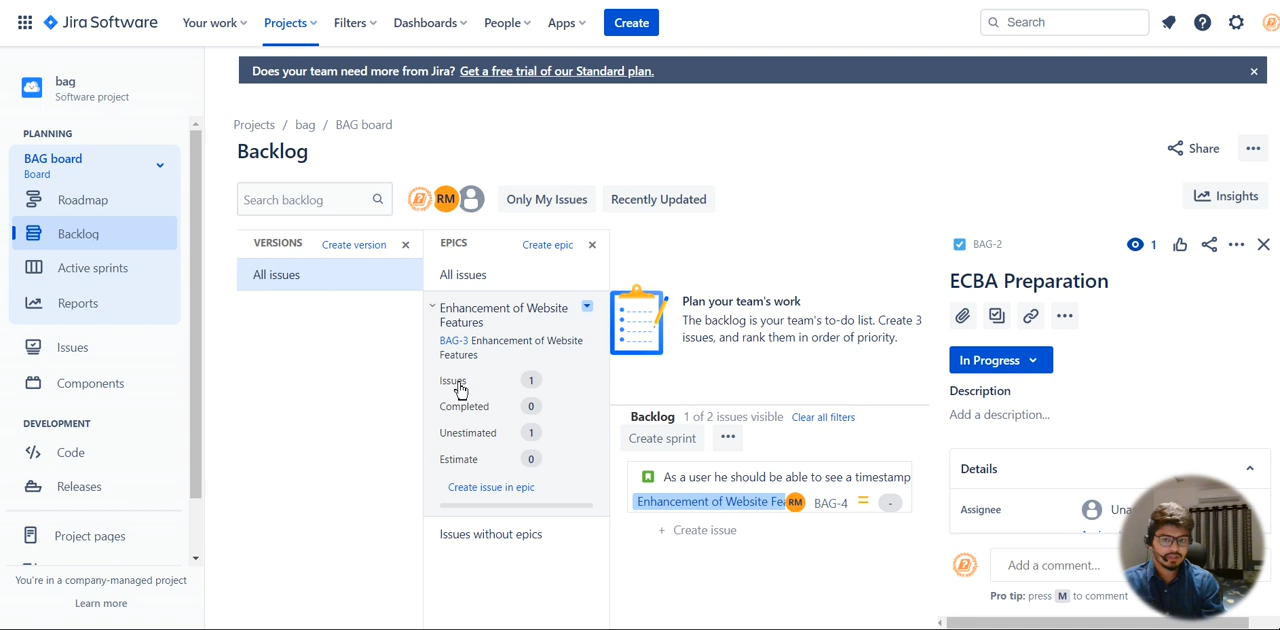 Jira Software Your work Projects Filters Dashboards People Apps Create Search
Does your team need more from Jira? Get a free trial of our Standard plan.
bag
Software project
PLANNING
BAG board
Board
Roadmap
Backlog
Active sprints
Reports
Issues
Components
DEVELOPMENT
Code
Releases
Project pages
You're in a company-managed project
Learn more
Projects / bag / BAG board
Backlog
Share
Search backlog RM Only My Issues Recently Updated Insights
VERSIONS Create version
All issues
EPICS Create epic
All issues
Enhancement of Website
Features
BAG-3 Enhancement of Website
Features
Issues 1
Completed 0
Unestimated 1
Estimate 0
Create issue in epic
Issues without epics
Plan your team's work
The backlog is your team's to-do list. Create 3
issues, and rank them in order of priority.
Backlog 1 of 2 issues visible Clear all filters
Create sprint
As a user he should be able to see a timestamp
Enhancement of Website Fea RM BAG-4 -
+ Create issue
BAG-2 1
ECBA Preparation
In Progress
Description
Add a description...
Details
Assignee Una
Add a comment...
Pro tip: press M to comment